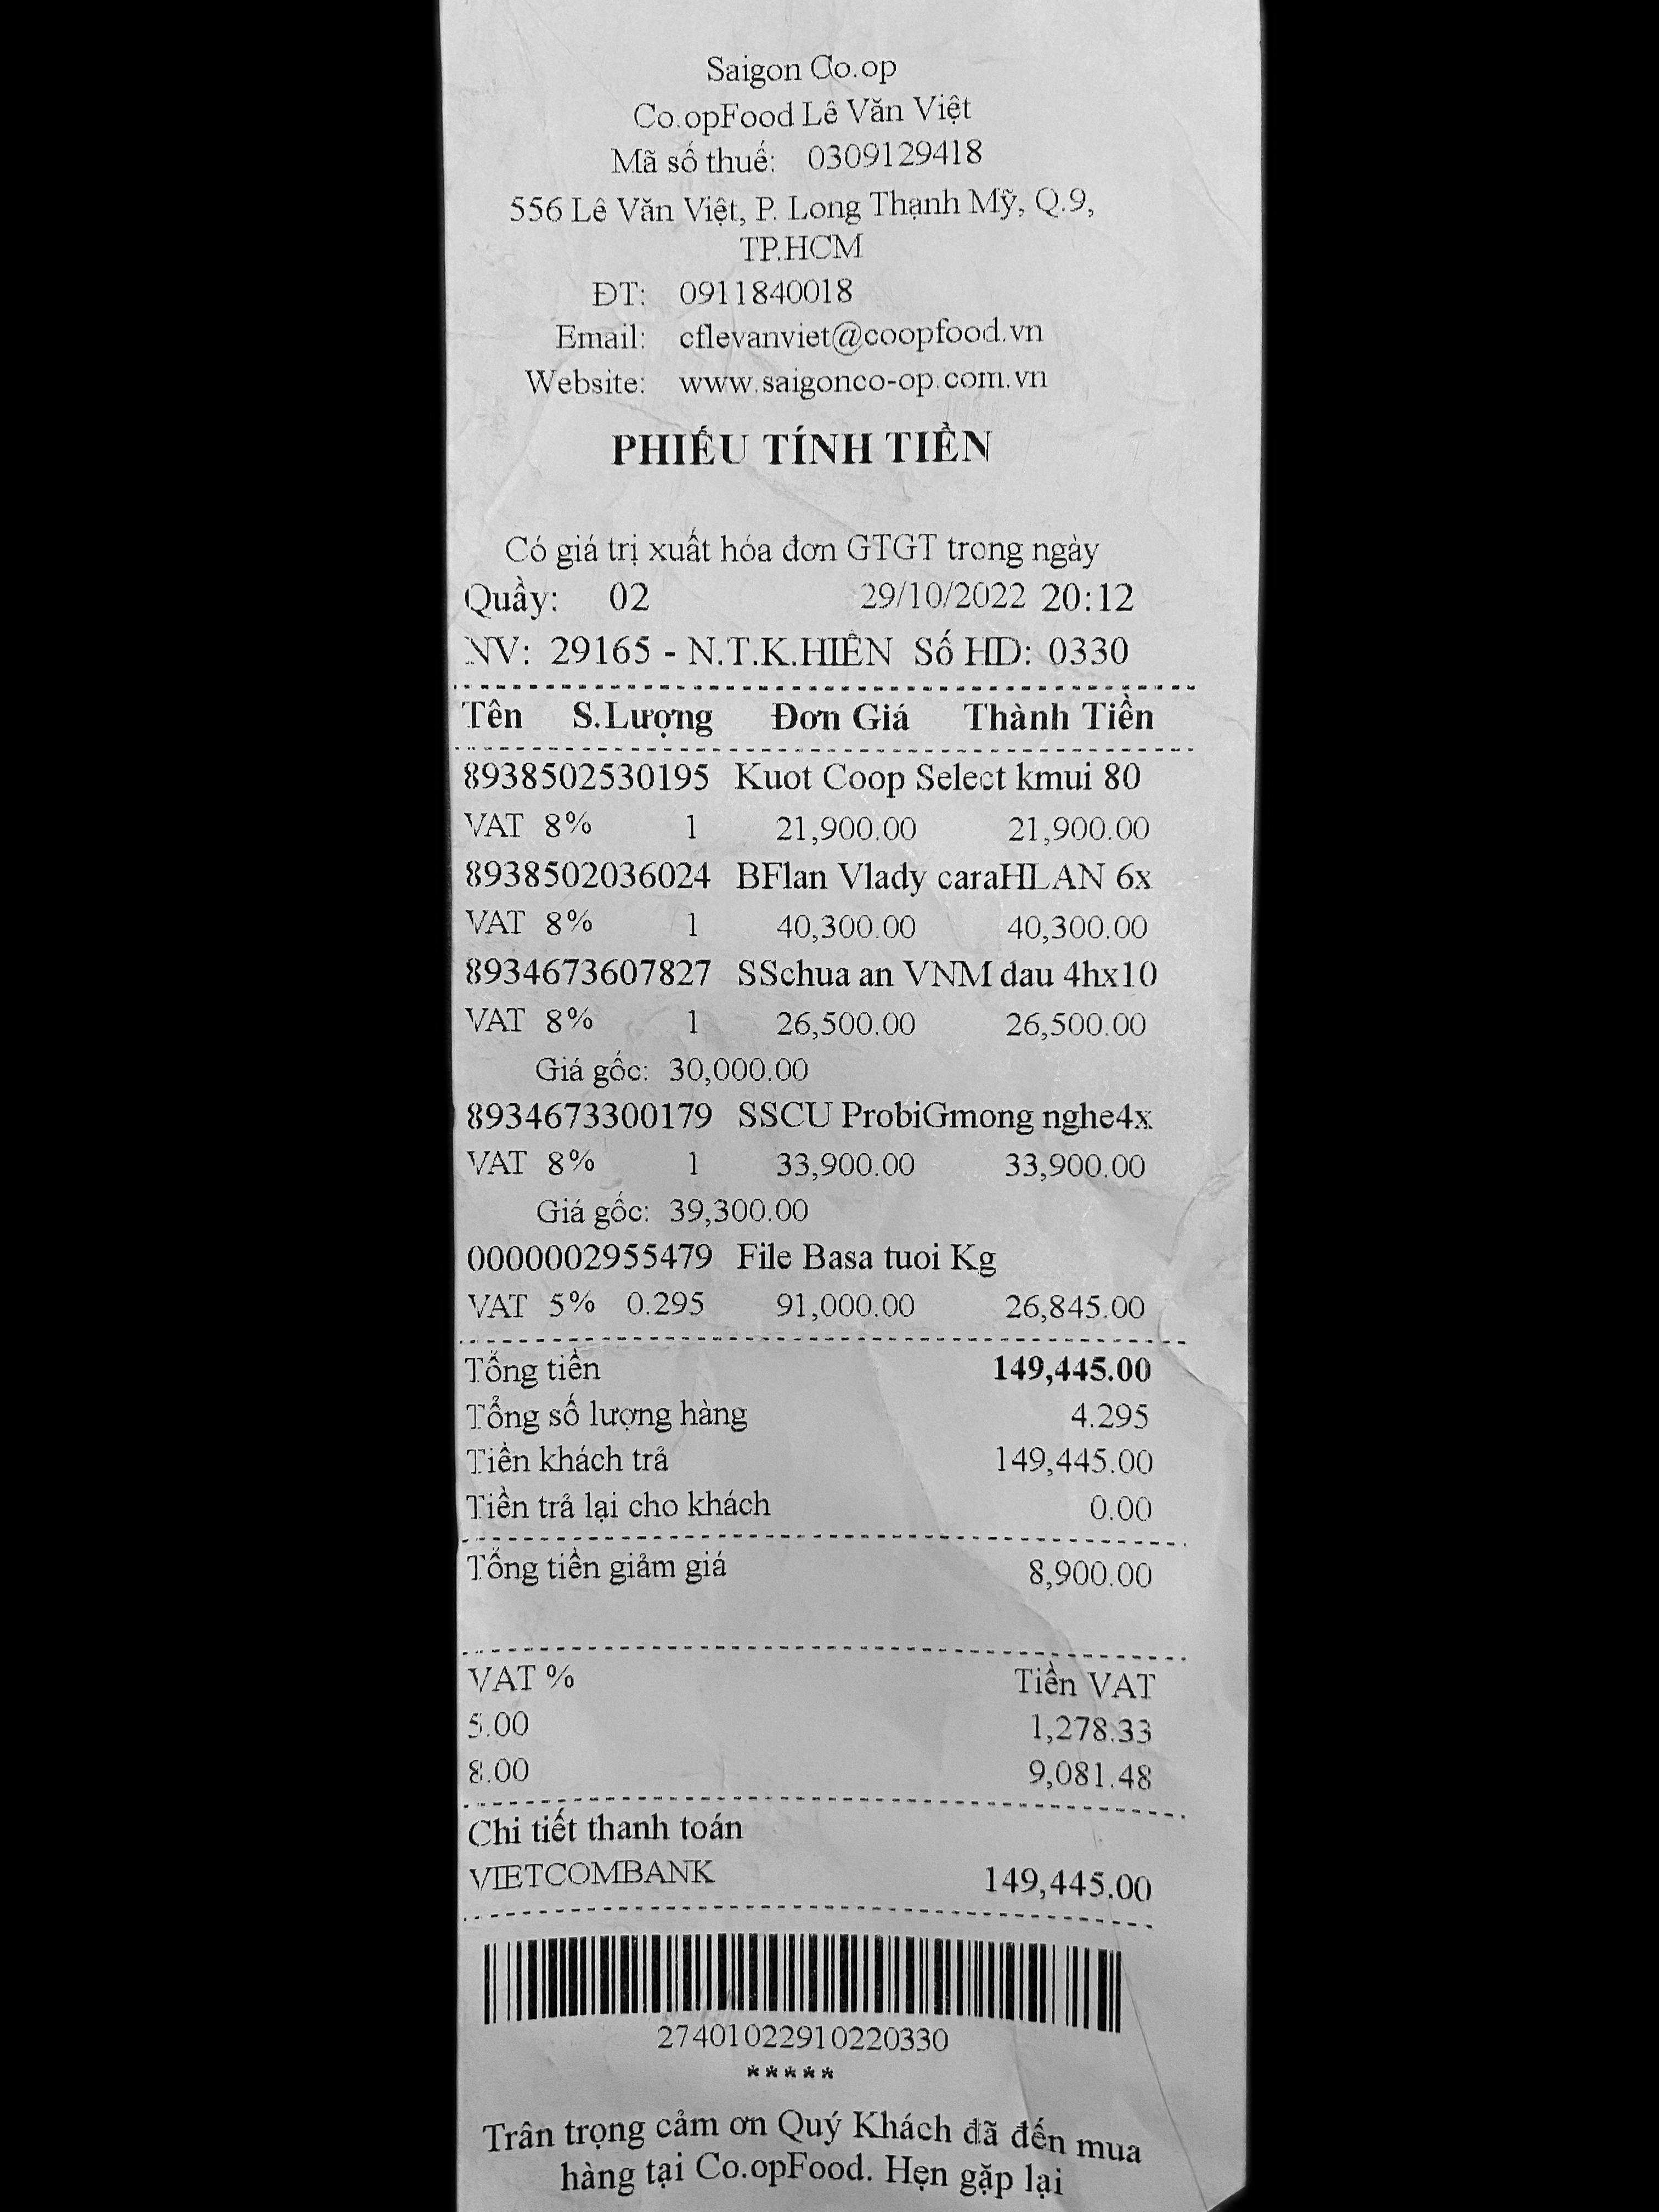 Saigon Co.op
Co.opFood Lê Văn Việt
Mã số thuế: 0309129418
556 Lê Văn Việt, P. Long Thạnh Mỹ, Q.9,
TP.HCM
ĐT: 0911840018
Email: cflevanviet@coopfood.vn
Website: www.saigonco-op.com.vn
PHIẾU TÍNH TIỀN
Có giá trị xuất hóa đơn GTGT trong ngày
Quầy: 02 29/10/2022 20:12
NV: 29165 - N.T.K.HIỀN Số HD: 0330
Tên S.Lượng Đơn Giá Thành Tiền
8938502530195 Kuot Coop Select kmui 80
VAT 8% 1 21,900.00 21,900.00
8938502036024 BFlan Vlady caraHLAN 6x
VAT 8% 1 40,300.00 40,300.00
8934673607827 SSchua an VNM dau 4hx10
VAT 8% 1 26,500.00 26,500.00
Giá gốc: 30,000.00
8934673300179 SSCU ProbiGmong nghe4x
VAT 8% 1 33,900.00 33,900.00
Giá gốc: 39,300.00
0000002955479 File Basa tuoi Kg
VAT 5% 0.295 91,000.00 26,845.00
Tổng tiền 149,445.00
Tổng số lượng hàng 4.295
Tiền khách trả 149,445.00
Tiền trả lại cho khách 0.00
Tổng tiền giảm giá 8,900.00
VAT % Tiền VAT
5.00 1,278.33
8.00 9,081.48
Chi tiết thanh toán
VIETCOMBANK 149,445.00
27401022910220330
*****
Trân trọng cảm ơn Quý Khách đã đến mua
hàng tại Co.opFood. Hẹn gặp lại